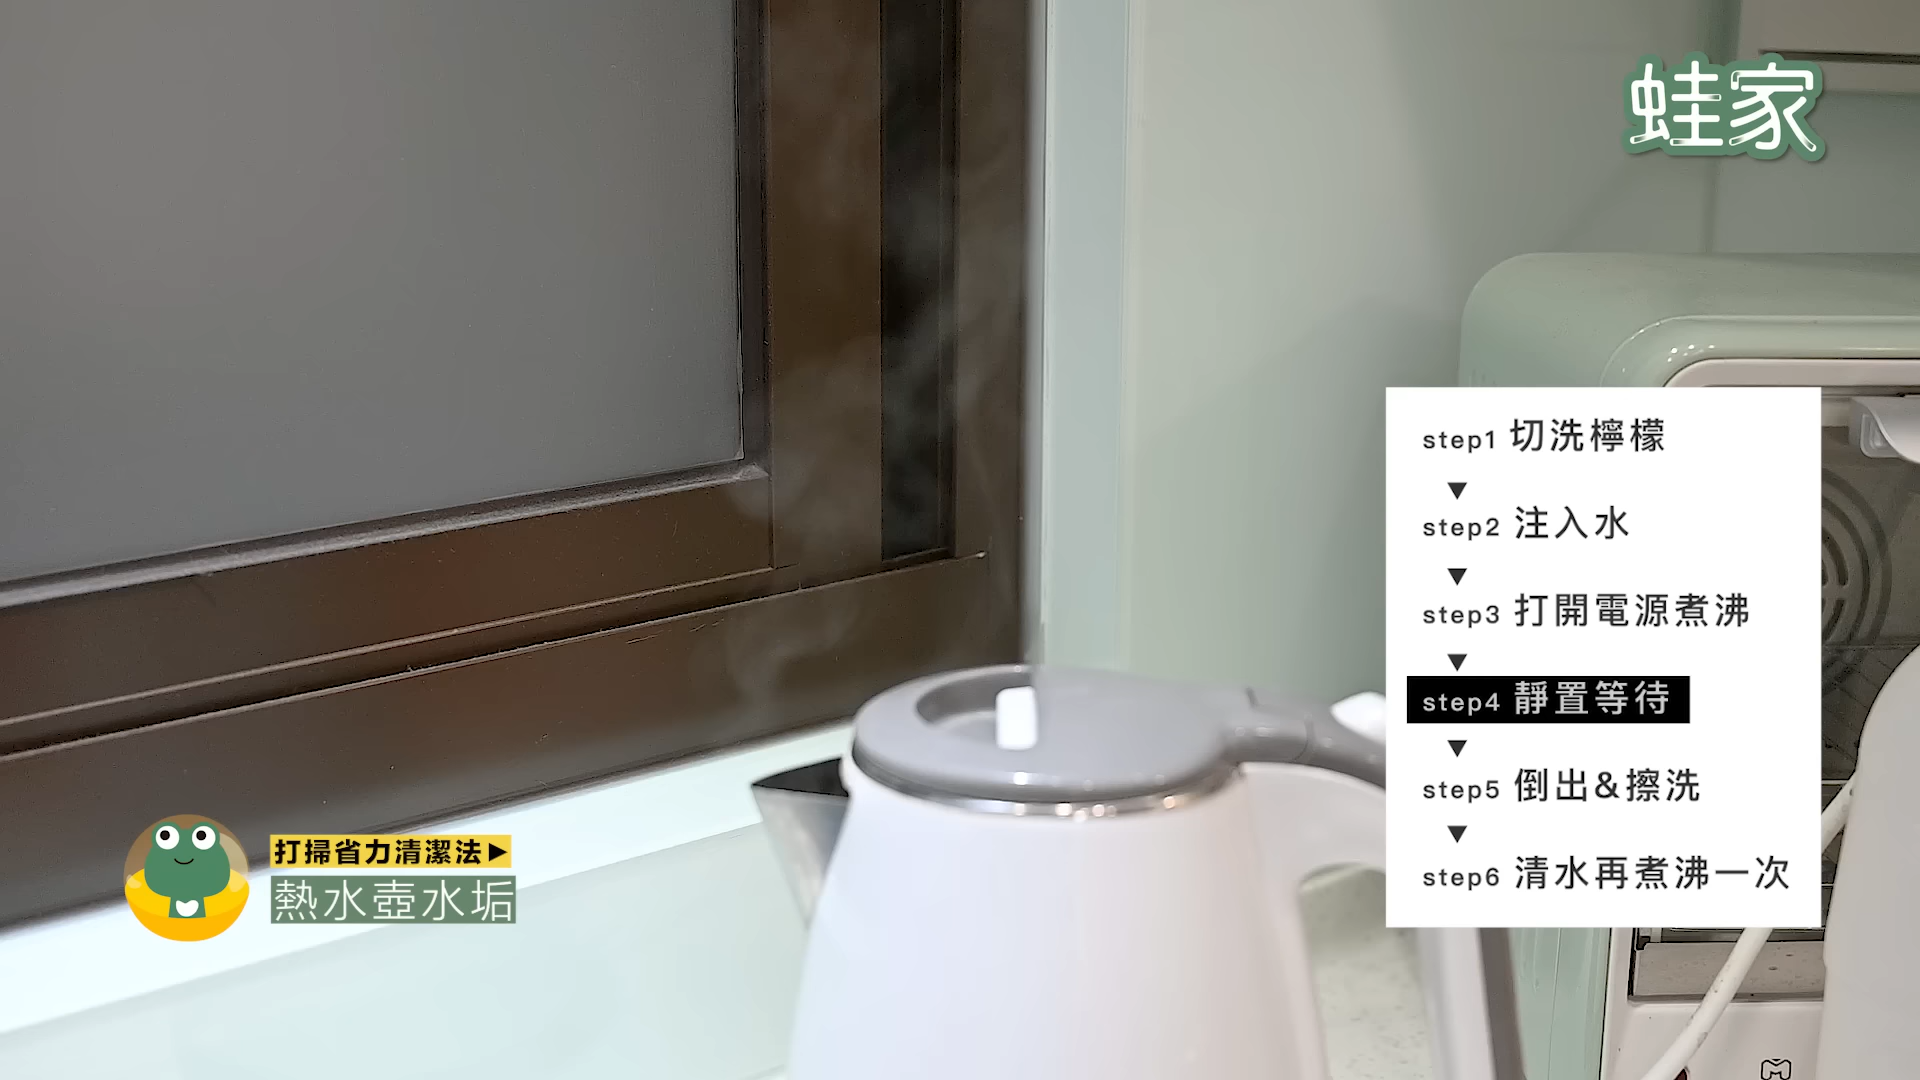 蛙家
step1 切洗檸檬
▼
step2 注入水
▼
step3 打開電源煮沸
▼
step4 靜置等待
▼
step5 倒出&擦洗
▼
step6 清水再煮沸一次
打掃省力清潔法▶
熱水壺水垢